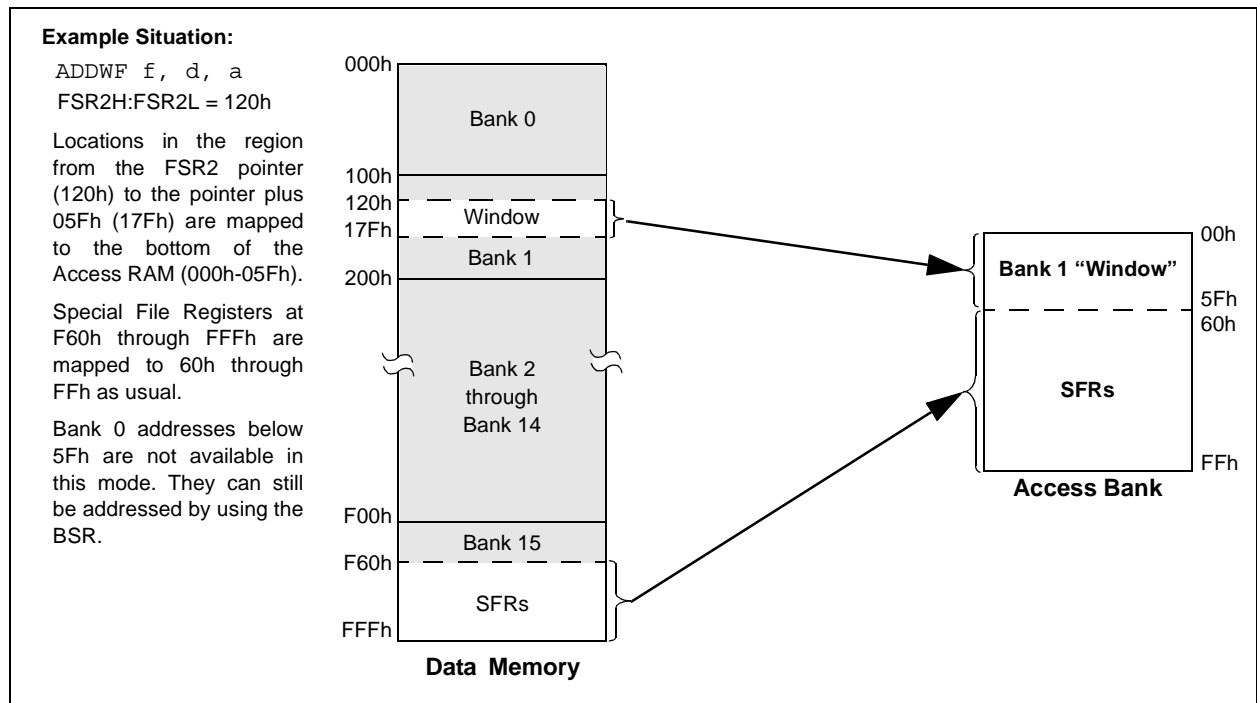 Example Situation:
ADDWF f, d, a
FSR2H:FSR2L = 120h
Locations in the region
from the FSR2 pointer
(120h) to the pointer plus
05Fh (17Fh) are mapped
to the bottom of the
Access RAM (000h-05Fh).
Special File Registers at
F60h through FFFh are
mapped to 60h through
FFh as usual.
Bank 0 addresses below
5Fh are not available in
this mode. They can still
be addressed by using the
BSR.
000h
Bank 0
100h
120h
Window
17Fh
Bank 1
200h
Bank 2
through
Bank 14
F00h
Bank 15
F60h
SFRs
FFFh
Data Memory
00h
Bank 1 “Window”
5Fh
60h
SFRs
FFh
Access Bank